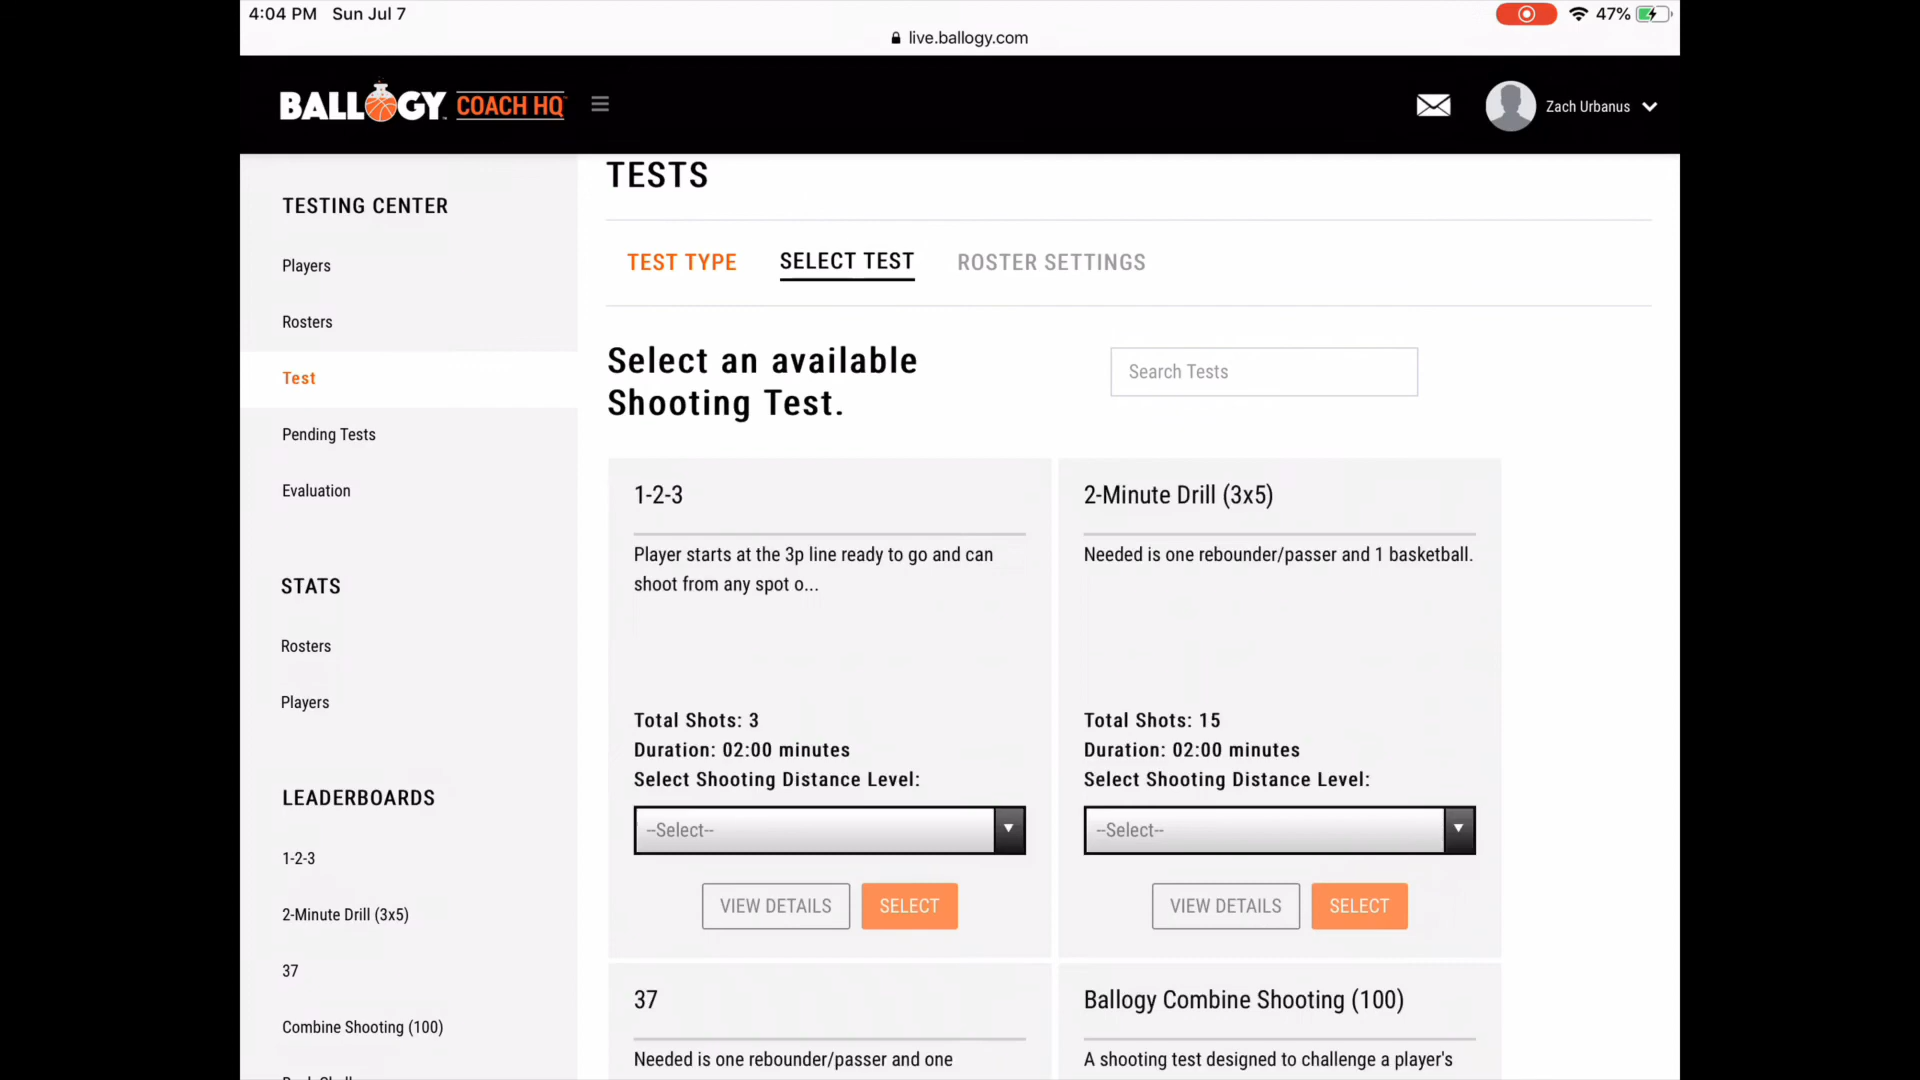 4:04 PM Sun Jul 7
47%
live.ballogy.com
BALLOGY COACH HQ
Zach Urbanus
TESTING CENTER
Players
Rosters
Test
Pending Tests
Evaluation
STATS
Rosters
Players
LEADERBOARDS
1-2-3
2-Minute Drill (3x5)
37
Combine Shooting (100)
TESTS
TEST TYPE SELECT TEST ROSTER SETTINGS
Select an available
Shooting Test.
Search Tests
1-2-3
Player starts at the 3p line ready to go and can
shoot from any spot o...
Total Shots: 3
Duration: 02:00 minutes
Select Shooting Distance Level:
--Select--
VIEW DETAILS SELECT
2-Minute Drill (3x5)
Needed is one rebounder/passer and 1 basketball.
Total Shots: 15
Duration: 02:00 minutes
Select Shooting Distance Level:
--Select--
VIEW DETAILS SELECT
37
Needed is one rebounder/passer and one
Ballogy Combine Shooting (100)
A shooting test designed to challenge a player's